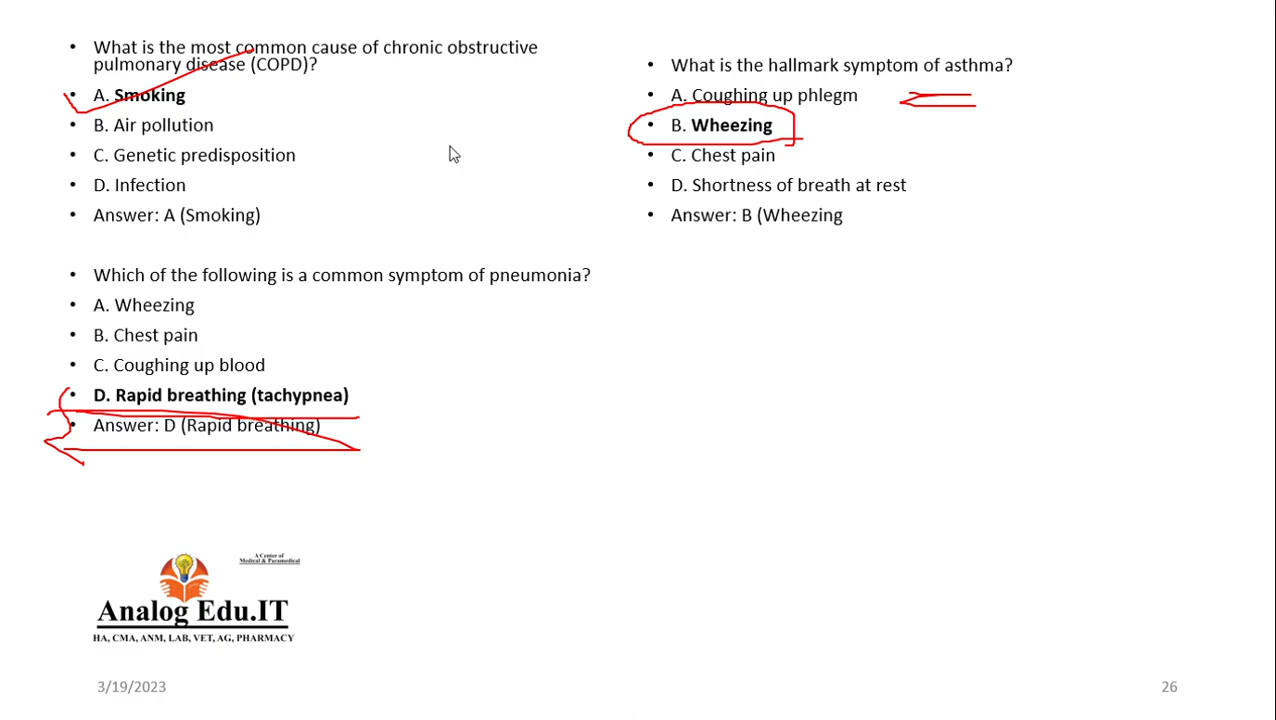 • What is the most common cause of chronic obstructive
pulmonary disease (COPD)?
• A. Smoking
• B. Air pollution
• C. Genetic predisposition
• D. Infection
• Answer: A (Smoking)
• Which of the following is a common symptom of pneumonia?
• A. Wheezing
• B. Chest pain
• C. Coughing up blood
• D. Rapid breathing (tachypnea)
• Answer: D (Rapid breathing)
• What is the hallmark symptom of asthma?
• A. Coughing up phlegm
• B. Wheezing
• C. Chest pain
• D. Shortness of breath at rest
• Answer: B (Wheezing
A Center of
Medical & Paramedical
Analog Edu.IT
HA, CMA, ANM, LAB, VET, AG, PHARMACY
3/19/2023
26